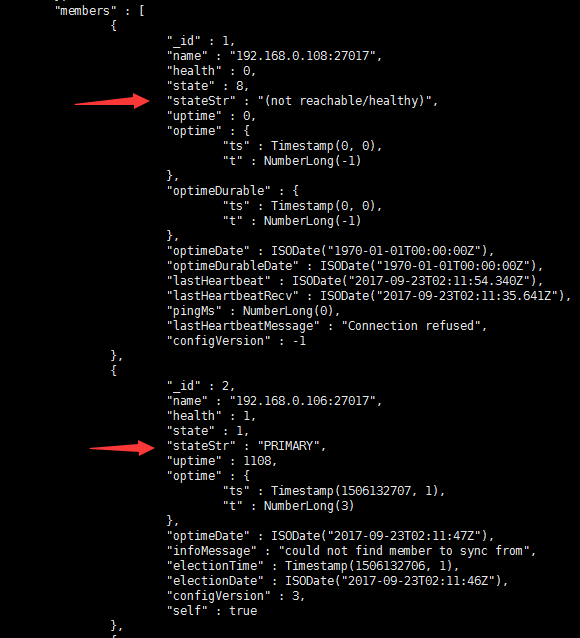 "members" : [
{
"_id" : 1,
"name" : "192.168.0.108:27017",
"health" : 0,
"state" : 8,
"stateStr" : "(not reachable/healthy)",
"uptime" : 0,
"optime" : {
"ts" : Timestamp(0, 0),
"t" : NumberLong(-1)
},
"optimeDurable" : {
"ts" : Timestamp(0, 0),
"t" : NumberLong(-1)
},
"optimeDate" : ISODate("1970-01-01T00:00:00Z"),
"optimeDurableDate" : ISODate("1970-01-01T00:00:00Z"),
"lastHeartbeat" : ISODate("2017-09-23T02:11:54.340Z"),
"lastHeartbeatRecv" : ISODate("2017-09-23T02:11:35.641Z"),
"pingMs" : NumberLong(0),
"lastHeartbeatMessage" : "Connection refused",
"configVersion" : -1
},
{
"_id" : 2,
"name" : "192.168.0.106:27017",
"health" : 1,
"state" : 1,
"stateStr" : "PRIMARY",
"uptime" : 1108,
"optime" : {
"ts" : Timestamp(1506132707, 1),
"t" : NumberLong(3)
},
"optimeDate" : ISODate("2017-09-23T02:11:47Z"),
"infoMessage" : "could not find member to sync from",
"electionTime" : Timestamp(1506132706, 1),
"electionDate" : ISODate("2017-09-23T02:11:46Z"),
"configVersion" : 3,
"self" : true
},